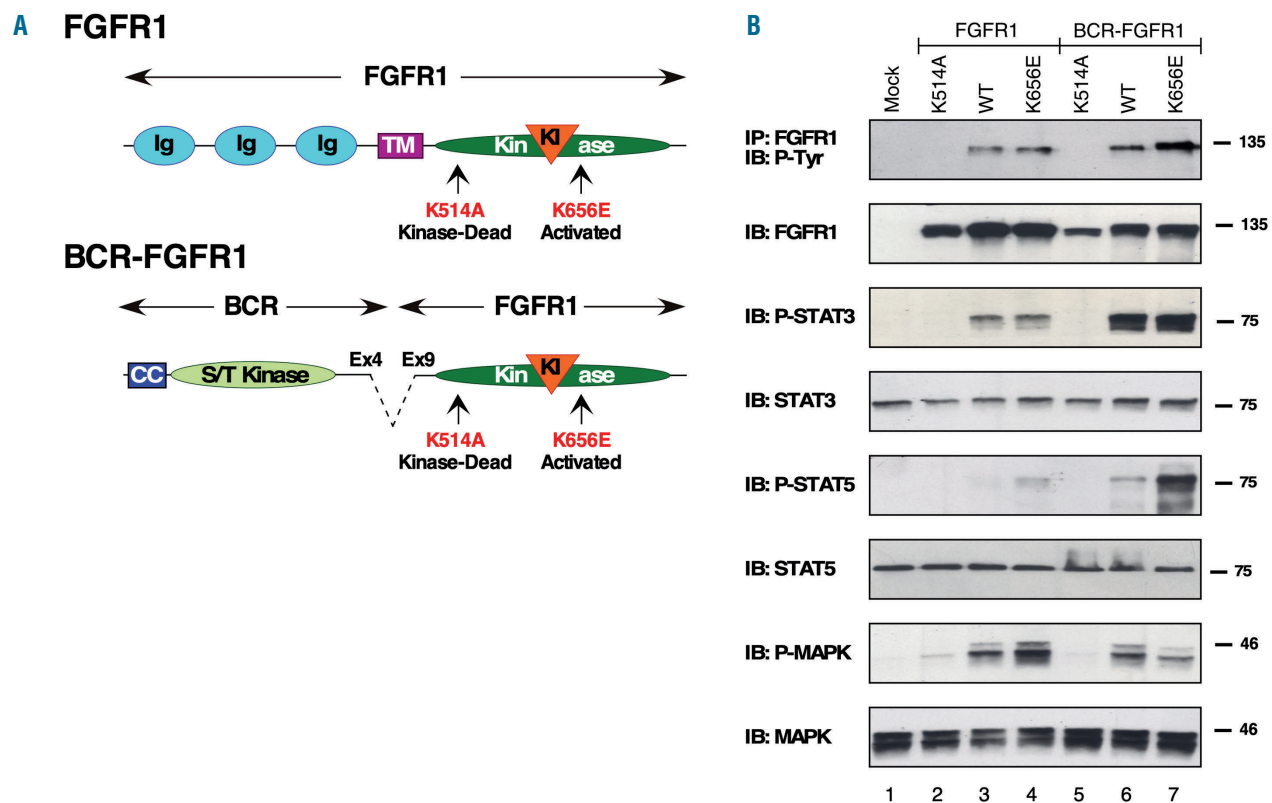 A
FGFR1
FGFR1
Ig Ig Ig TM Kin KI ase
K514A K656E
Kinase-Dead Activated
BCR-FGFR1
BCR FGFR1
Ex4 Ex9
CC S/T Kinase Kin KI ase
K514A K656E
Kinase-Dead Activated
B
FGFR1 BCR-FGFR1
Mock K514A WT K656E K514A WT K656E
IP: FGFR1
IB: P-Tyr
135
IB: FGFR1 135
IB: P-STAT3 75
IB: STAT3 75
IB: P-STAT5 75
IB: STAT5 75
IB: P-MAPK 46
IB: MAPK 46
1 2 3 4 5 6 7